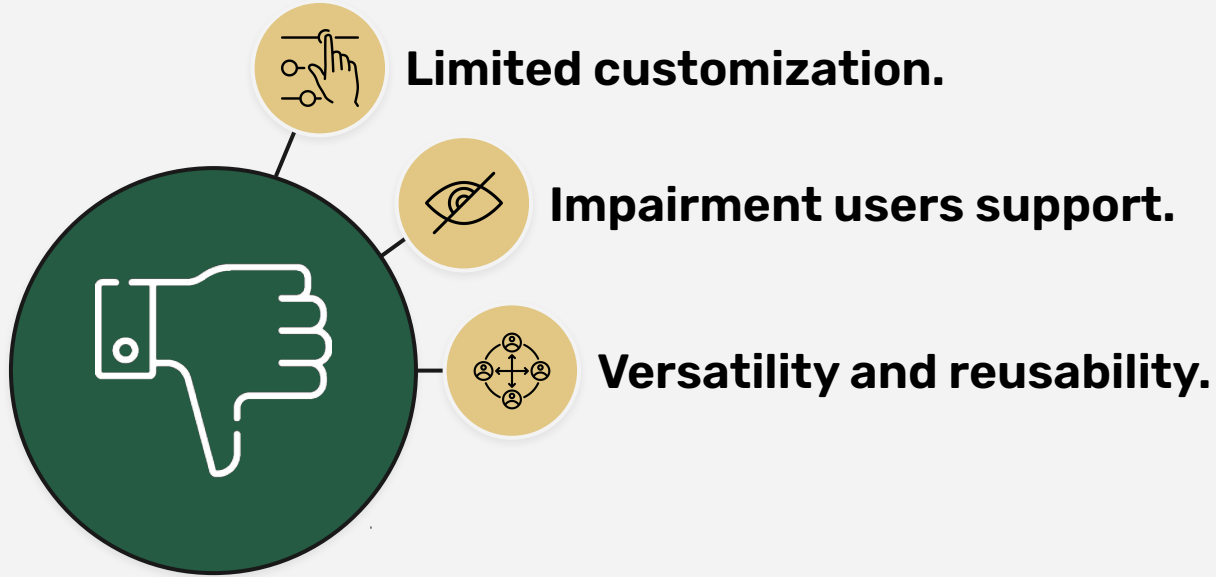 Limited customization.
Impairment users support.
Versatility and reusability.